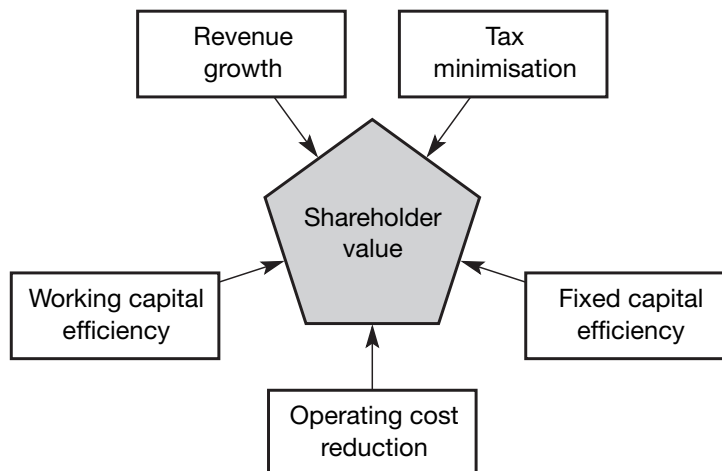 Revenue
growth
Tax
minimisation
Shareholder
value
Working capital
efficiency
Fixed capital
efficiency
Operating cost
reduction